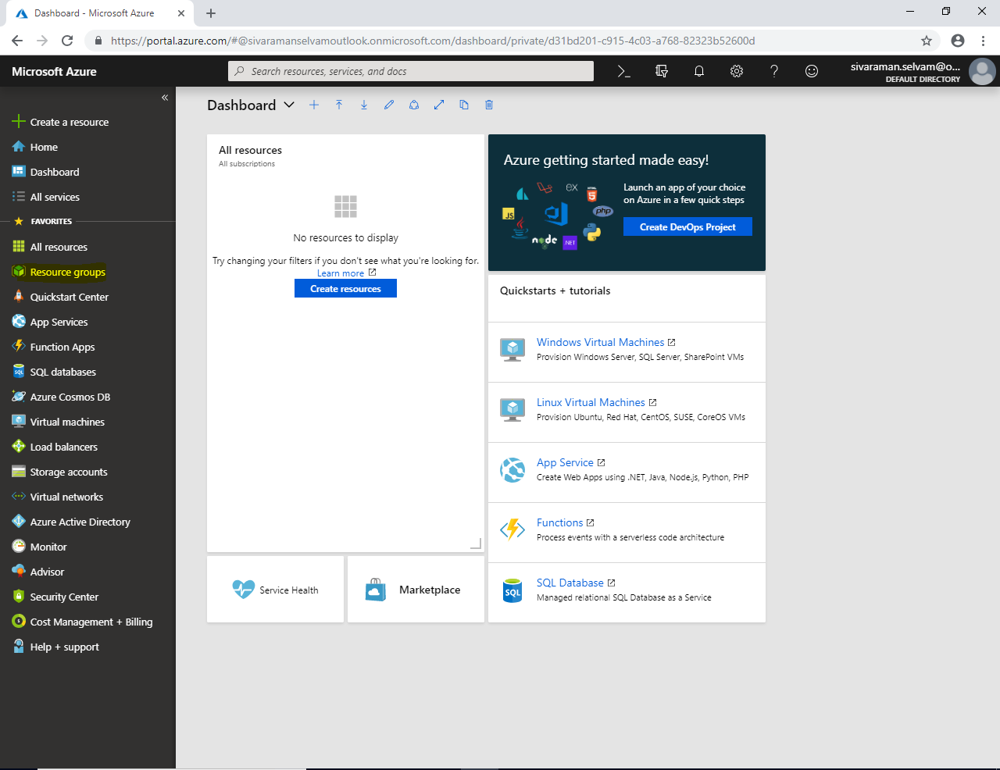 Dashboard - Microsoft Azure
https://portal.azure.com/#@sivaramanselvamoutlook.onmicrosoft.com/dashboard/private/d31bd201-c915-4c03-a768-82323b52600d
Microsoft Azure
Search resources, services, and docs
sivaraman.selvam@o...
DEFAULT DIRECTORY
Create a resource
Home
Dashboard
All services
FAVORITES
All resources
Resource groups
Quickstart Center
App Services
Function Apps
SQL databases
Azure Cosmos DB
Virtual machines
Load balancers
Storage accounts
Virtual networks
Azure Active Directory
Monitor
Advisor
Security Center
Cost Management + Billing
Help + support
Dashboard
All resources
All subscriptions
No resources to display
Try changing your filters if you don't see what you're looking for.
Learn more
Create resources
Service Health
Marketplace
Azure getting started made easy!
EX
HTML
5
JS
php
node
.NET
Launch an app of your choice
on Azure in a few quick steps
Create DevOps Project
Quickstarts + tutorials
Windows Virtual Machines
Provision Windows Server, SQL Server, SharePoint VMs
Linux Virtual Machines
Provision Ubuntu, Red Hat, CentOS, SUSE, CoreOS VMs
App Service
Create Web Apps using .NET, Java, Node.js, Python, PHP
Functions
Process events with a serverless code architecture
SQL
SQL Database
Managed relational SQL Database as a Service